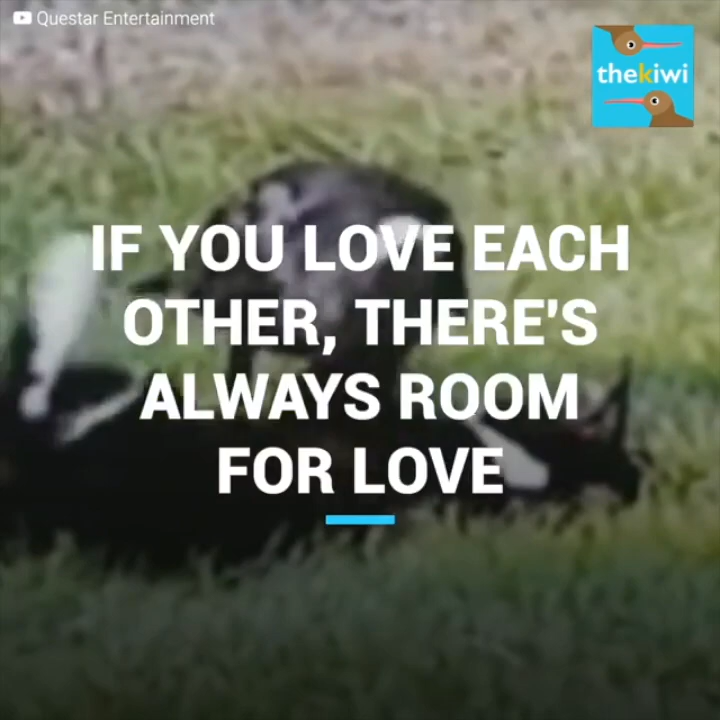 Questar Entertainment
thekiwi
IF YOU LOVE EACH
OTHER, THERE'S
ALWAYS ROOM
FOR LOVE